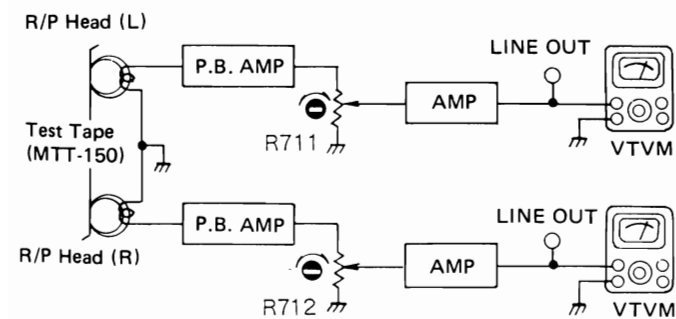 R/P Head (L)
P.B. AMP
LINE OUT
AMP
R711
VTVM
Test Tape
(MTT-150)
P.B. AMP
LINE OUT
AMP
R/P Head (R)
R712
VTVM